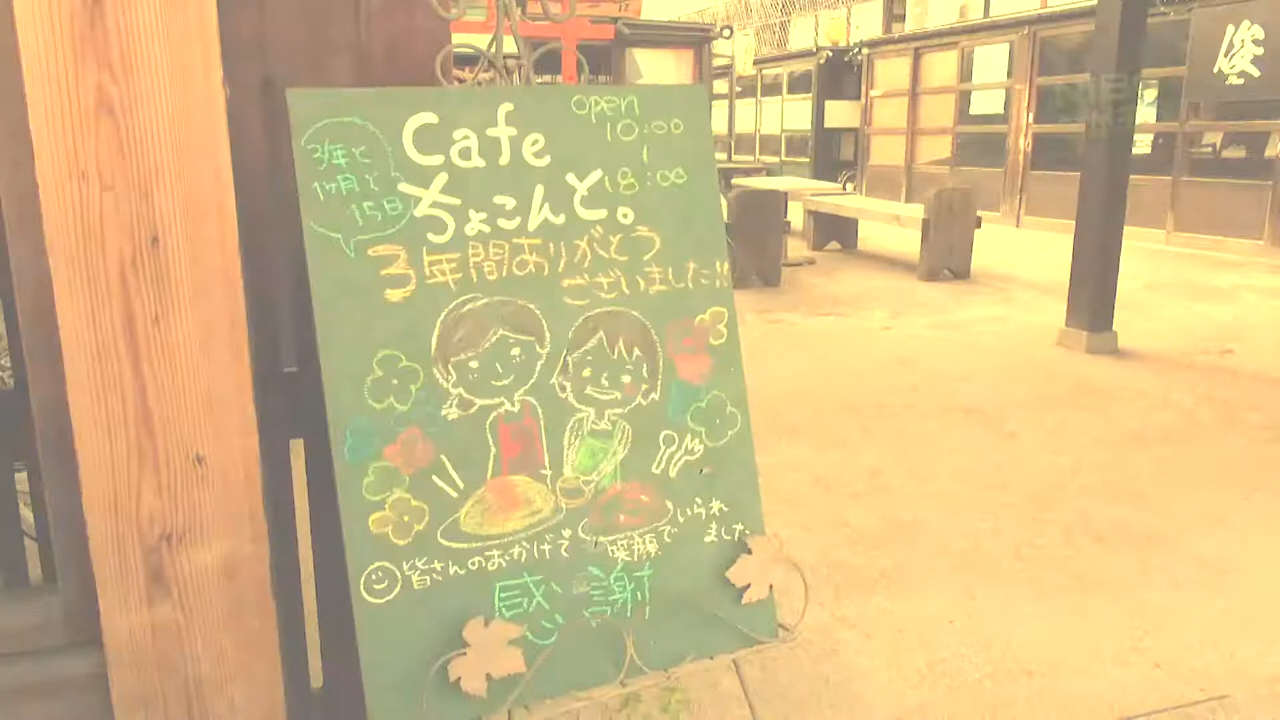 3年と
1ヶ月と
15日
Cafe
ちょこんと。
open
10:00
18:00
3年間ありがとう
ございました!!
皆さんのおかげで
笑顔で
いられ
ました
感謝
俊